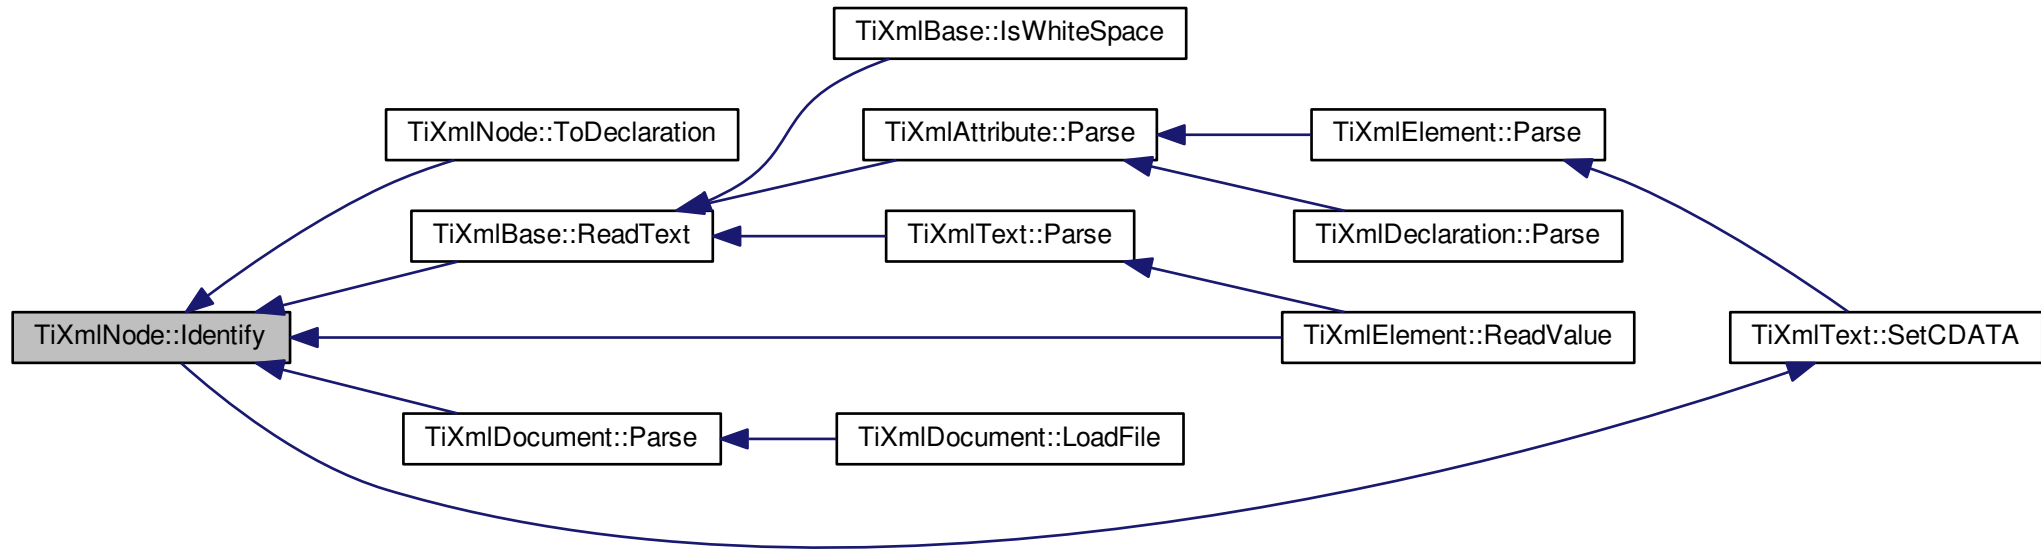 TiXmlBase::IsWhiteSpace
TiXmlNode::ToDeclaration
TiXmlAttribute::Parse
TiXmlElement::Parse
TiXmlBase::ReadText
TiXmlText::Parse
TiXmlDeclaration::Parse
TiXmlNode::Identify
TiXmlElement::ReadValue
TiXmlText::SetCDATA
TiXmlDocument::Parse
TiXmlDocument::LoadFile